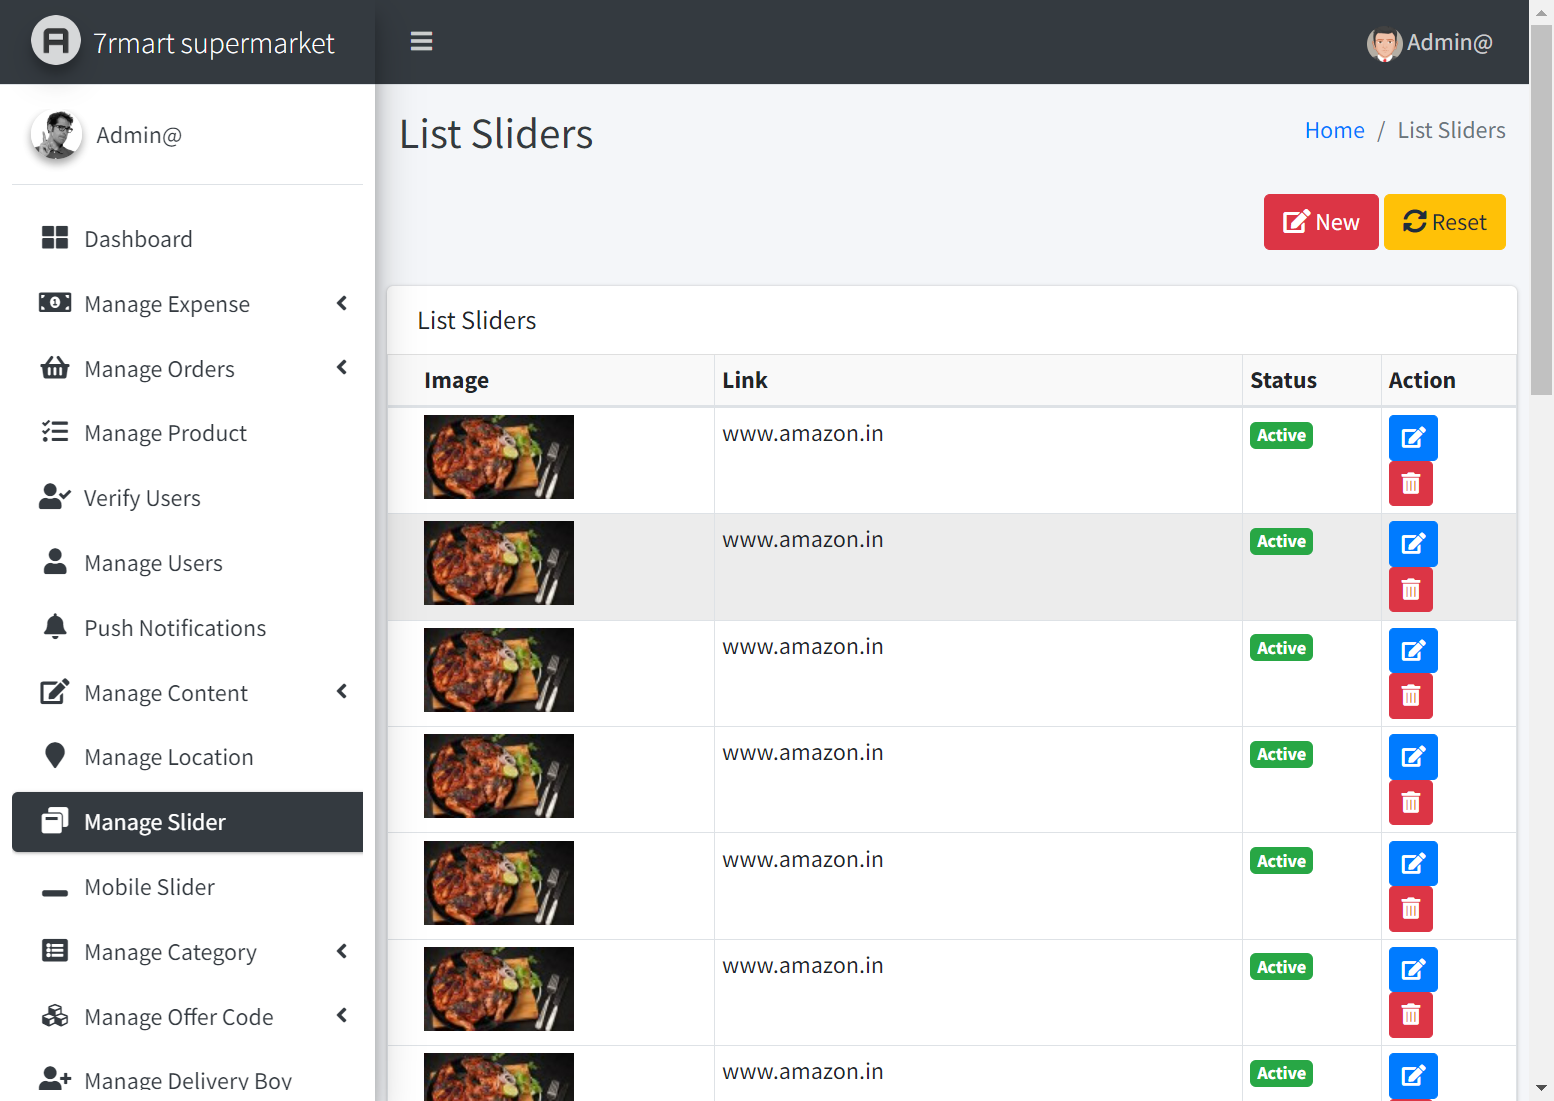 7rmart supermarket
Admin@
Admin@
Dashboard
Manage Expense
Manage Orders
Manage Product
Verify Users
Manage Users
Push Notifications
Manage Content
Manage Location
Manage Slider
Mobile Slider
Manage Category
Manage Offer Code
Manage Delivery Boy
List Sliders
Home / List Sliders
New Reset
List Sliders
Image Link Status Action
www.amazon.in Active
www.amazon.in Active
www.amazon.in Active
www.amazon.in Active
www.amazon.in Active
www.amazon.in Active
www.amazon.in Active